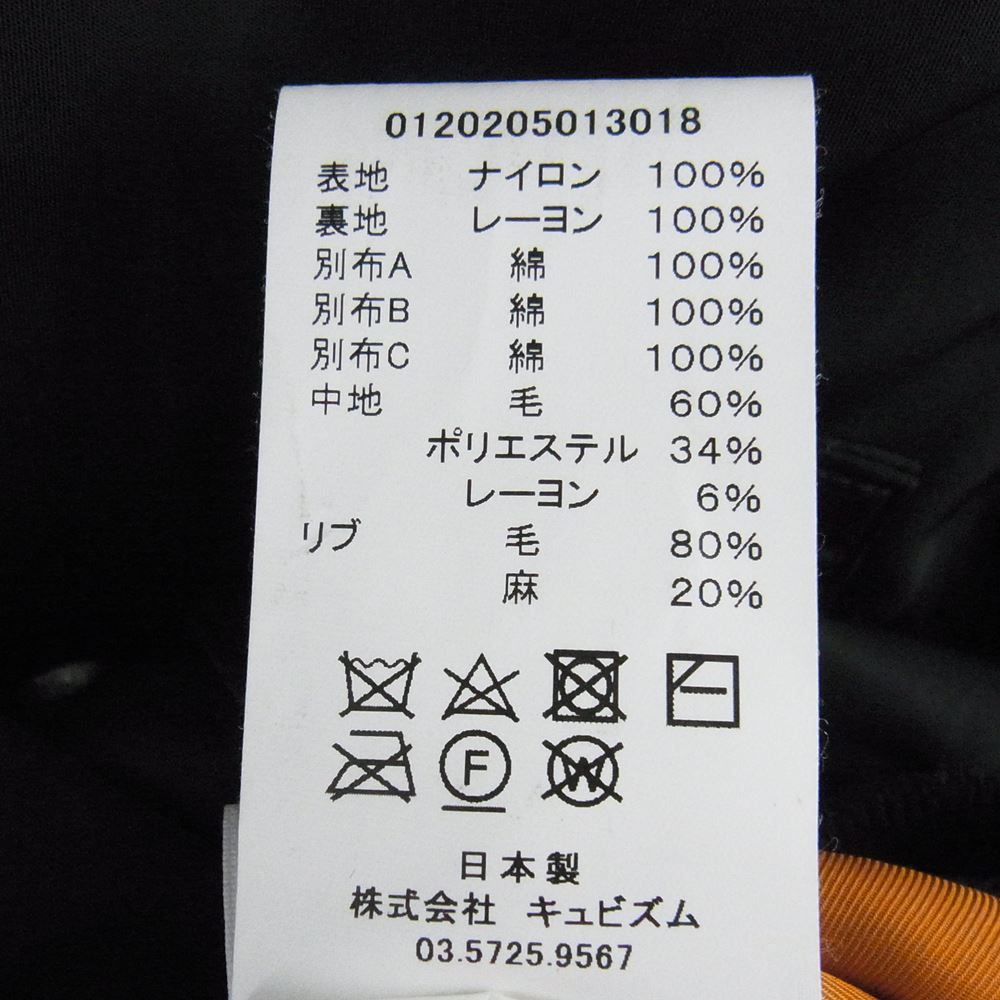 0120205013018
表地 ナイロン 100%
裏地 レーヨン 100%
別布A 綿 100%
別布B 綿 100%
別布C 綿 100%
中地 毛 60%
ポリエステル 34%
レーヨン 6%
リブ 毛 80%
麻 20%
F W
日本製
株式会社 キュビズム
03.5725.9567